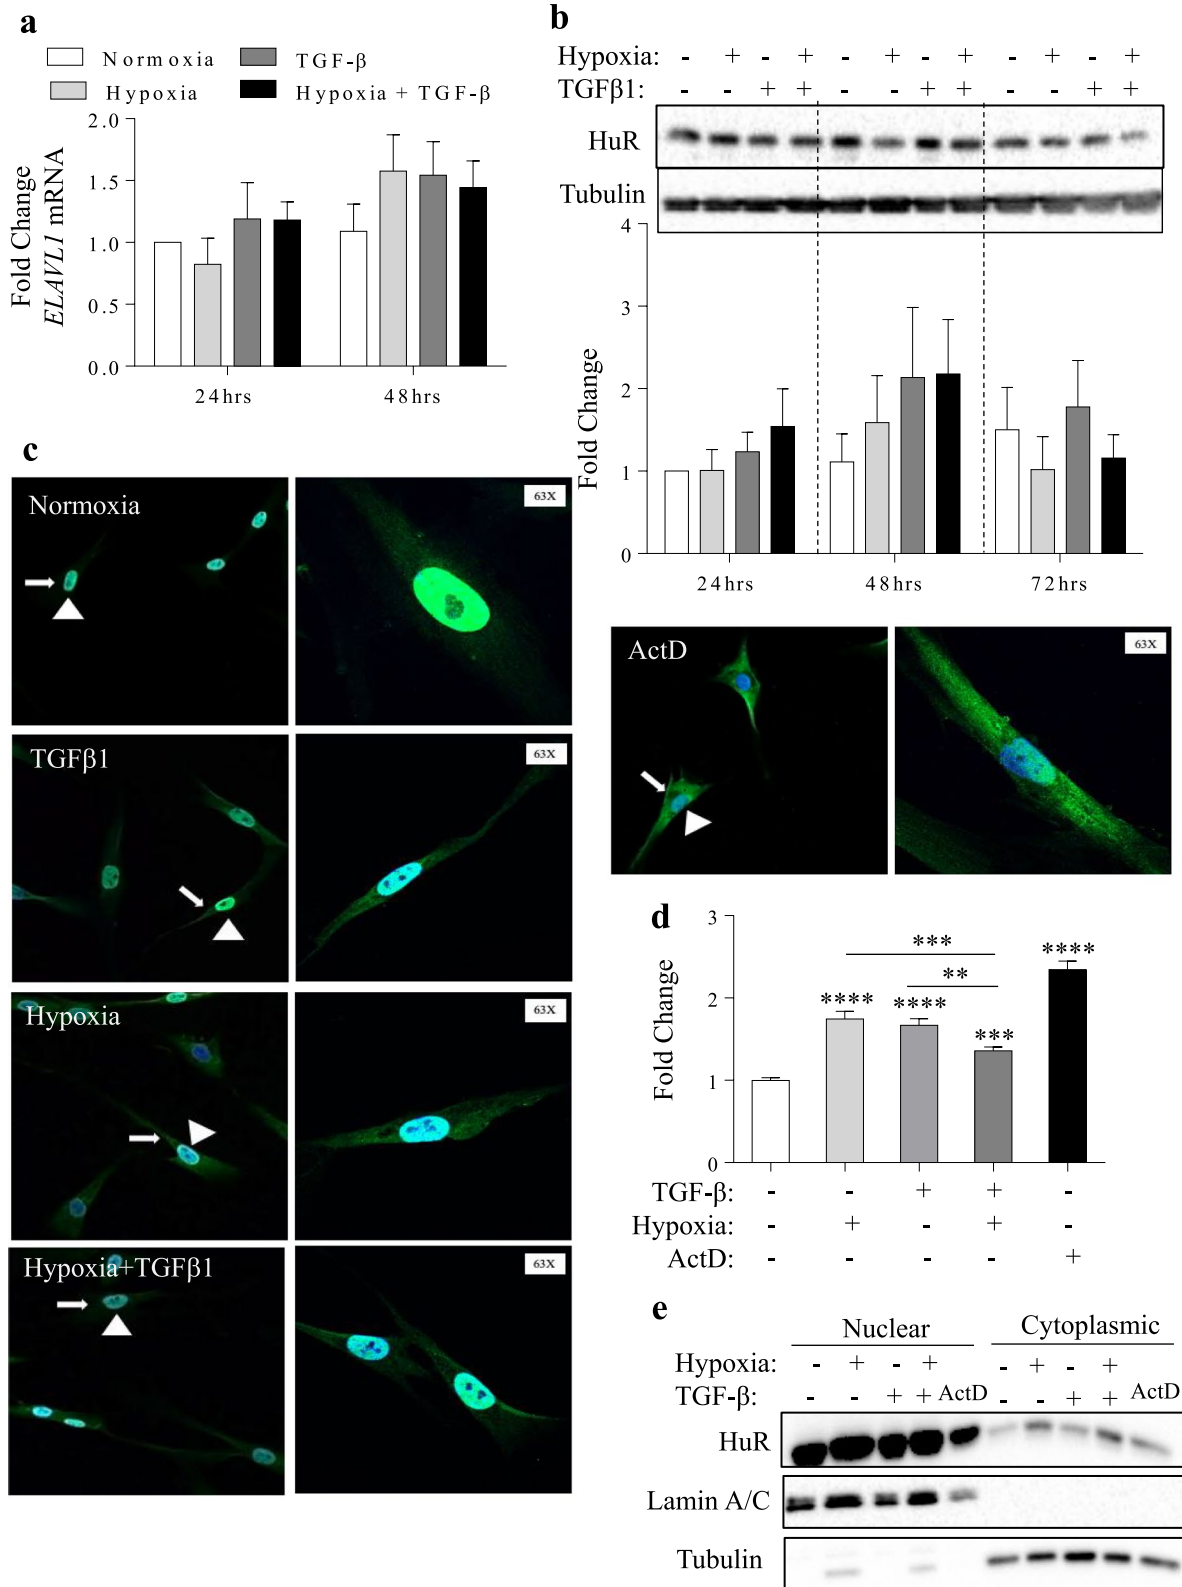 a
Normoxia
TGF-β
Hypoxia
Hypoxia + TGF-β
Fold Change
ELAVL1 mRNA
2.0
1.5
1.0
0.5
0.0
24hrs
48hrs
b
Hypoxia: - + - + - + - + - + - +
TGFβ1: - - + + - - + + - - + +
HuR
Tubulin
Fold Change
4
3
2
1
0
24hrs
48hrs
72hrs
c
Normoxia
63X
TGFβ1
63X
Hypoxia
63X
Hypoxia+TGFβ1
63X
ActD
63X
d
Fold Change
3
2
1
0
***
**
****
****
***
****
TGF-β: - - + + -
Hypoxia: - + - + -
ActD: - - - - +
e
Nuclear
Cytoplasmic
Hypoxia: - + - + - + - +
TGF-β: - - + + ActD - - + + ActD
HuR
Lamin A/C
Tubulin